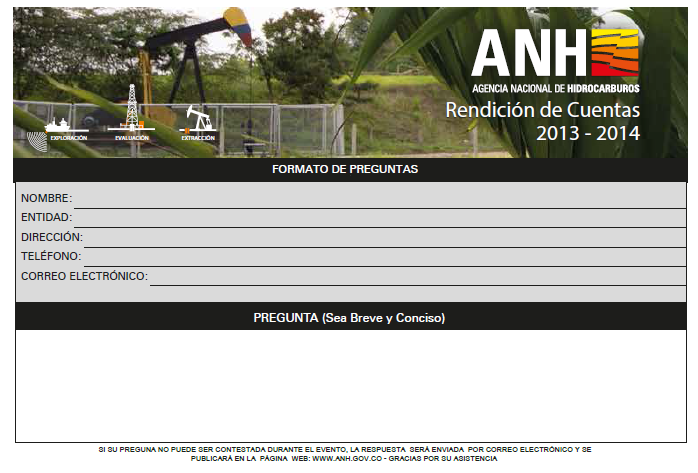 ANH
AGENCIA NACIONAL DE HIDROCARBUROS
Rendición de Cuentas
2013 - 2014
EXPLORACIÓN
EVALUACIÓN
EXTRACCIÓN
FORMATO DE PREGUNTAS
NOMBRE:
ENTIDAD:
DIRECCIÓN:
TELÉFONO:
CORREO ELECTRÓNICO:
PREGUNTA (Sea Breve y Conciso)
SI SU PREGUNA NO PUEDE SER CONTESTADA DURANTE EL EVENTO, LA RESPUESTA SERÁ ENVIADA POR CORREO ELECTRÓNICO Y SE
PUBLICARÁ EN LA PÁGINA WEB: WWW.ANH.GOV.CO - GRACIAS POR SU ASISTENCIA